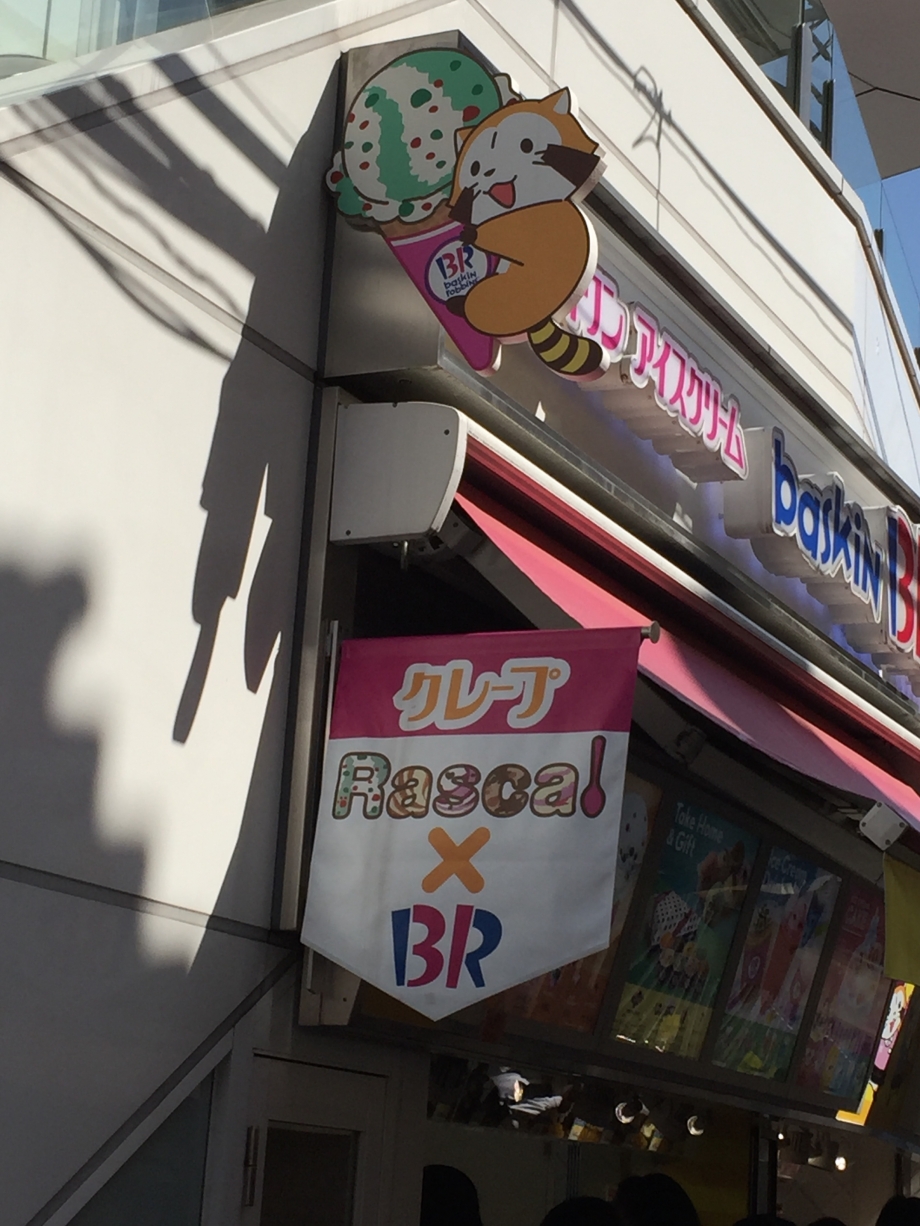 BR
baskin
robbins
アイスクリーム
baskin BR
クレープ
Rascal
×
BR
Take Home
& Gift